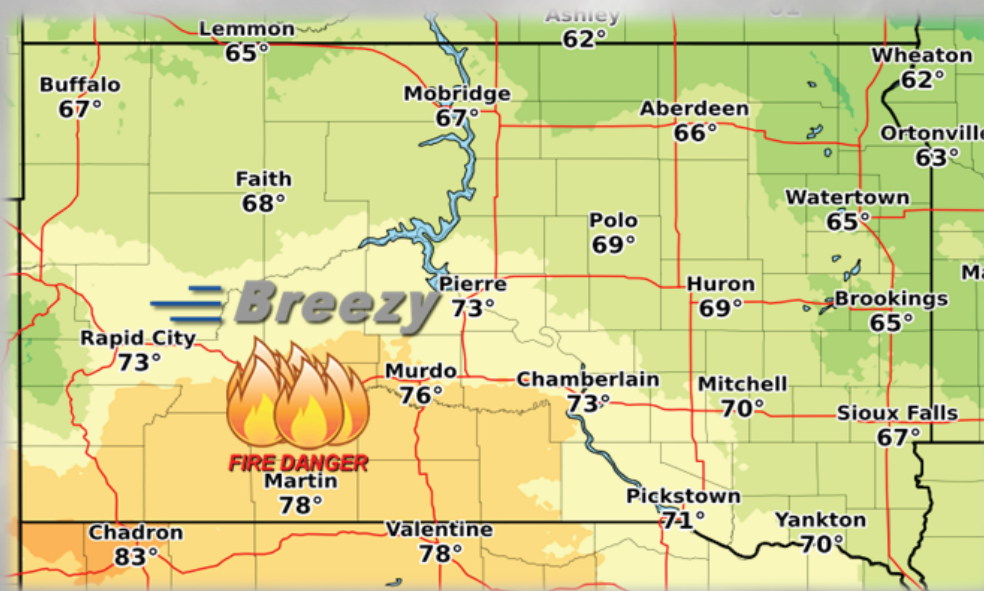 Ashley
62°
Lemmon
65°
Wheaton
62°
Buffalo
67°
Mobridge
67°
Aberdeen
66°
Ortonville
63°
Faith
68°
Watertown
65°
Polo
69°
Breezy
Pierre
73°
Huron
69°
Brookings
65°
Rapid City
73°
Murdo
76°
Chamberlain
73°
Mitchell
70°
Sioux Falls
67°
FIRE DANGER
Martin
78°
Pickstown
71°
Yankton
70°
Chadron
83°
Valentine
78°